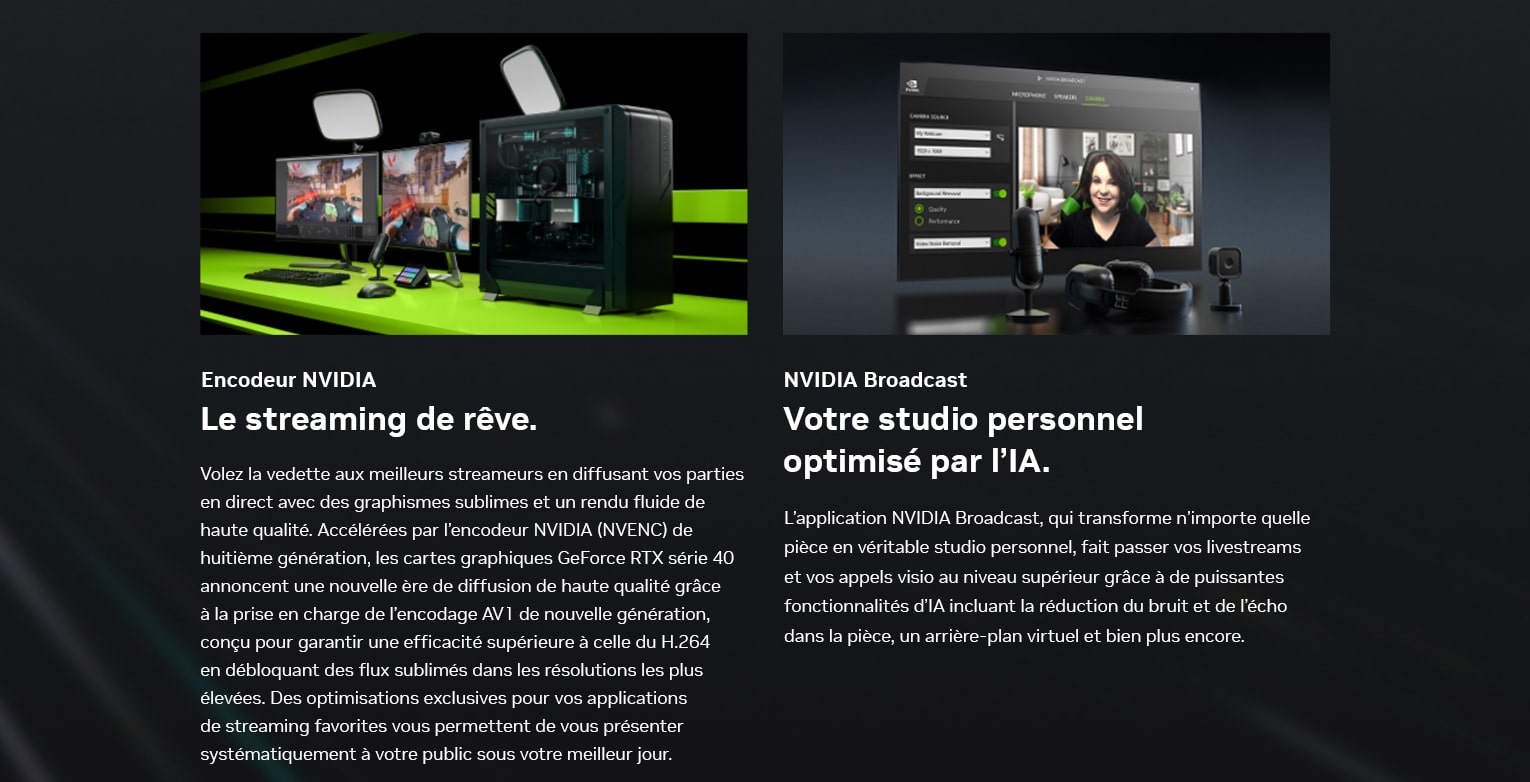 NVIDIA BROADCAST
MICROPHONE SPEAKERS CAMERA
CAMERA SOURCE
My Webcam
EFFECT
Background Removal
Quality
Performance
Video Noise Removal
Encodeur NVIDIA
Le streaming de rêve.
Volez la vedette aux meilleurs streameurs en diffusant vos parties
en direct avec des graphismes sublimes et un rendu fluide de
haute qualité. Accélérées par l’encodeur NVIDIA (NVENC) de
huitième génération, les cartes graphiques GeForce RTX série 40
annoncent une nouvelle ère de diffusion de haute qualité grâce
à la prise en charge de l’encodage AV1 de nouvelle génération,
conçu pour garantir une efficacité supérieure à celle du H.264
en débloquant des flux sublimés dans les résolutions les plus
élevées. Des optimisations exclusives pour vos applications
de streaming favorites vous permettent de vous présenter
systématiquement à votre public sous votre meilleur jour.
NVIDIA Broadcast
Votre studio personnel
optimisé par l’IA.
L’application NVIDIA Broadcast, qui transforme n’importe quelle
pièce en véritable studio personnel, fait passer vos livestreams
et vos appels visio au niveau supérieur grâce à de puissantes
fonctionnalités d’IA incluant la réduction du bruit et de l’écho
dans la pièce, un arrière-plan virtuel et bien plus encore.